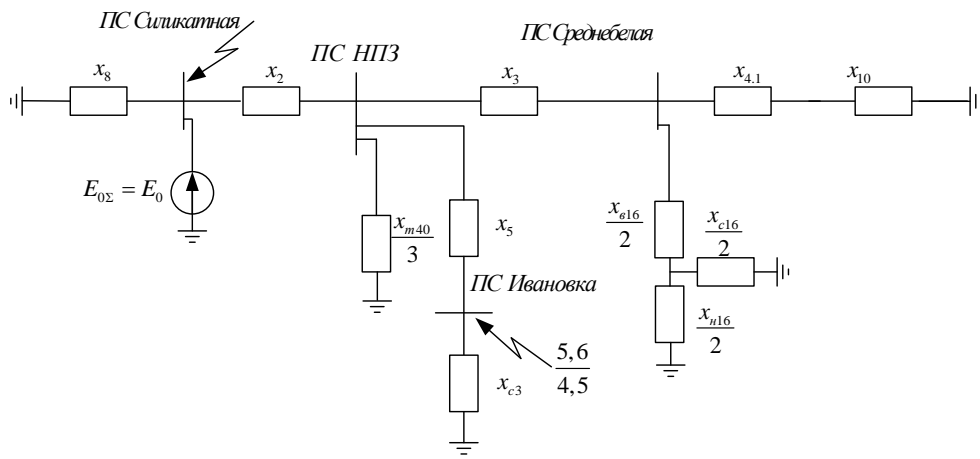 ПС Силикатная
ПС НПЗ
ПС Среднебелая
x8
x2
x3
x4.1
x10
E0Σ = E0
xт40
3
x5
xв16
2
xс16
2
ПС Ивановка
xн16
2
5,6
4,5
xс3